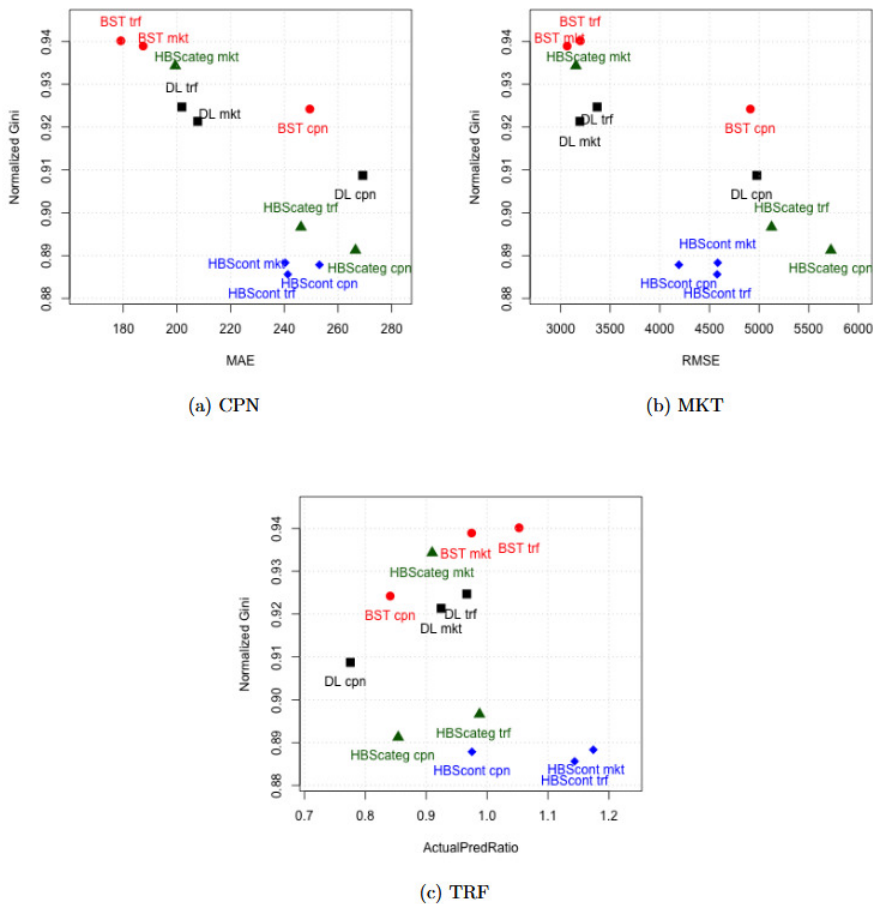 BST trf
BST mkt
HBScateg mkt
DL trf
DL mkt
BST cpn
DL cpn
HBScateg trf
HBScont mkt
HBScateg cpn
HBScont cpn
HBScont trf
Normalized Gini
0.94
0.93
0.92
0.91
0.90
0.89
0.88
180 200 220 240 260 280
MAE
(a) CPN
BST trf
BST mkt
HBScateg mkt
DL trf
DL mkt
BST cpn
DL cpn
HBScateg trf
HBScont mkt
HBScateg cpn
HBScont cpn
HBScont trf
Normalized Gini
0.94
0.93
0.92
0.91
0.90
0.89
0.88
3000 3500 4000 4500 5000 5500 6000
RMSE
(b) MKT
BST trf
BST mkt
HBScateg mkt
BST cpn
DL trf
DL mkt
DL cpn
HBScateg trf
HBScateg cpn
HBScont cpn
HBScont mkt
HBScont trf
Normalized Gini
0.94
0.93
0.92
0.91
0.90
0.89
0.88
0.7 0.8 0.9 1.0 1.1 1.2
ActualPredRatio
(c) TRF